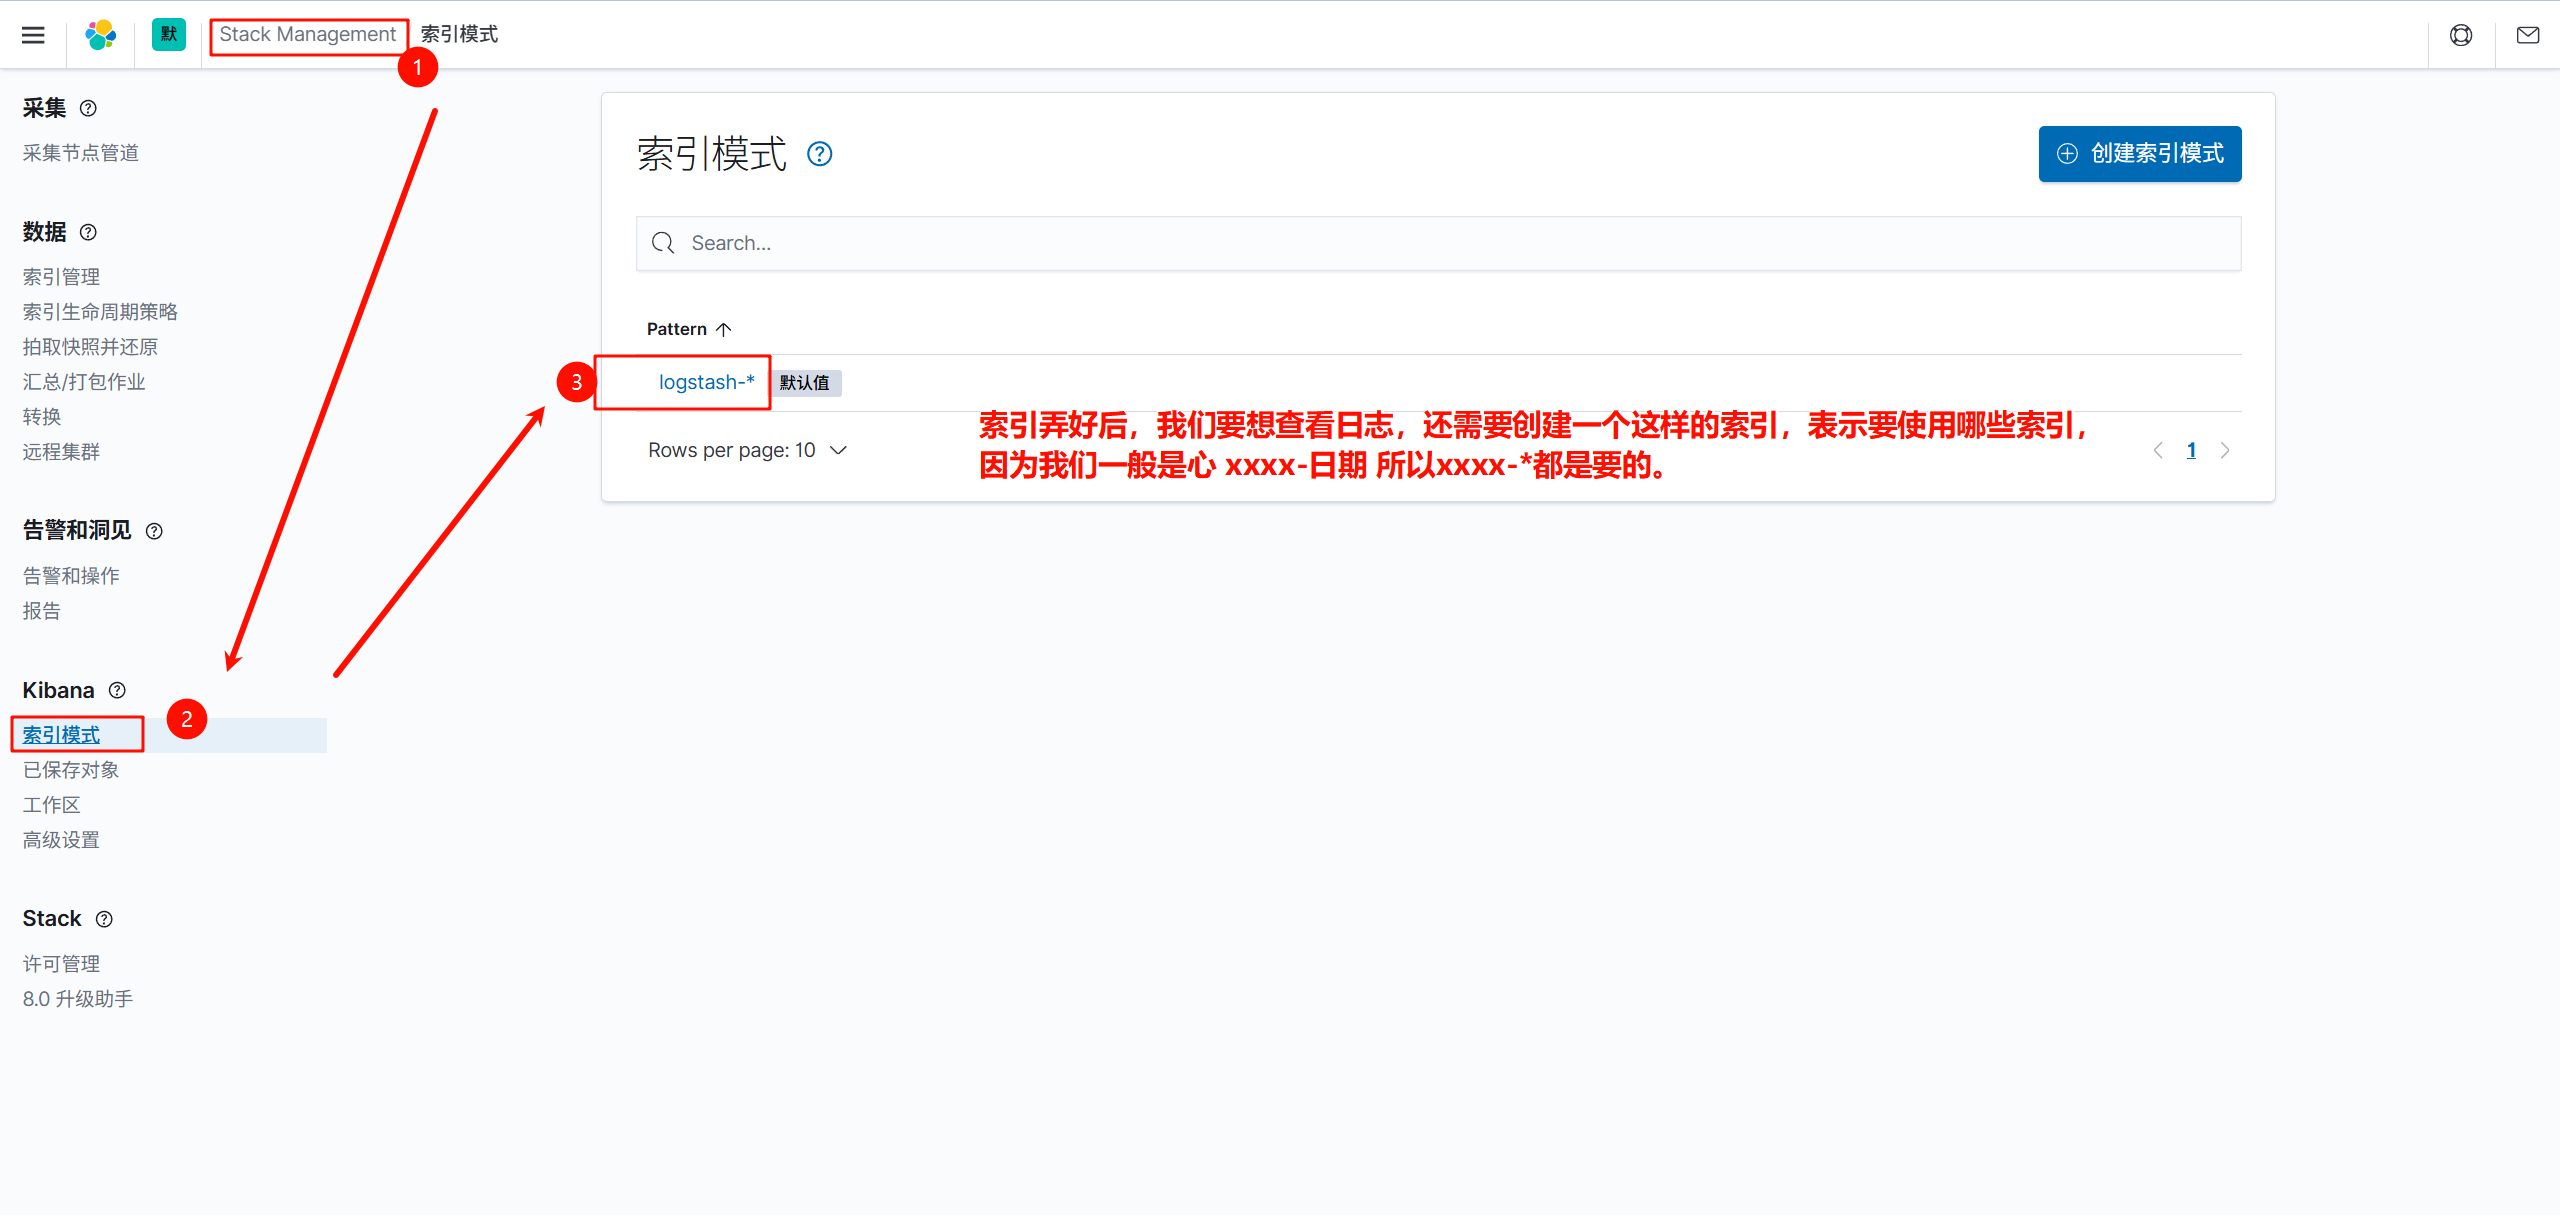 默
Stack Management
索引模式
1
采集
采集节点管道
数据
索引管理
索引生命周期策略
拍取快照并还原
汇总/打包作业
转换
远程集群
告警和洞见
告警和操作
报告
Kibana
索引模式
2
已保存对象
工作区
高级设置
Stack
许可管理
8.0 升级助手
索引模式
创建索引模式
Search...
Pattern
3
logstash-* 默认值
索引弄好后，我们要想查看日志，还需要创建一个这样的索引，表示要使用哪些索引，
因为我们一般是心 xxxx-日期 所以xxxx-*都是要的。
Rows per page: 10
1